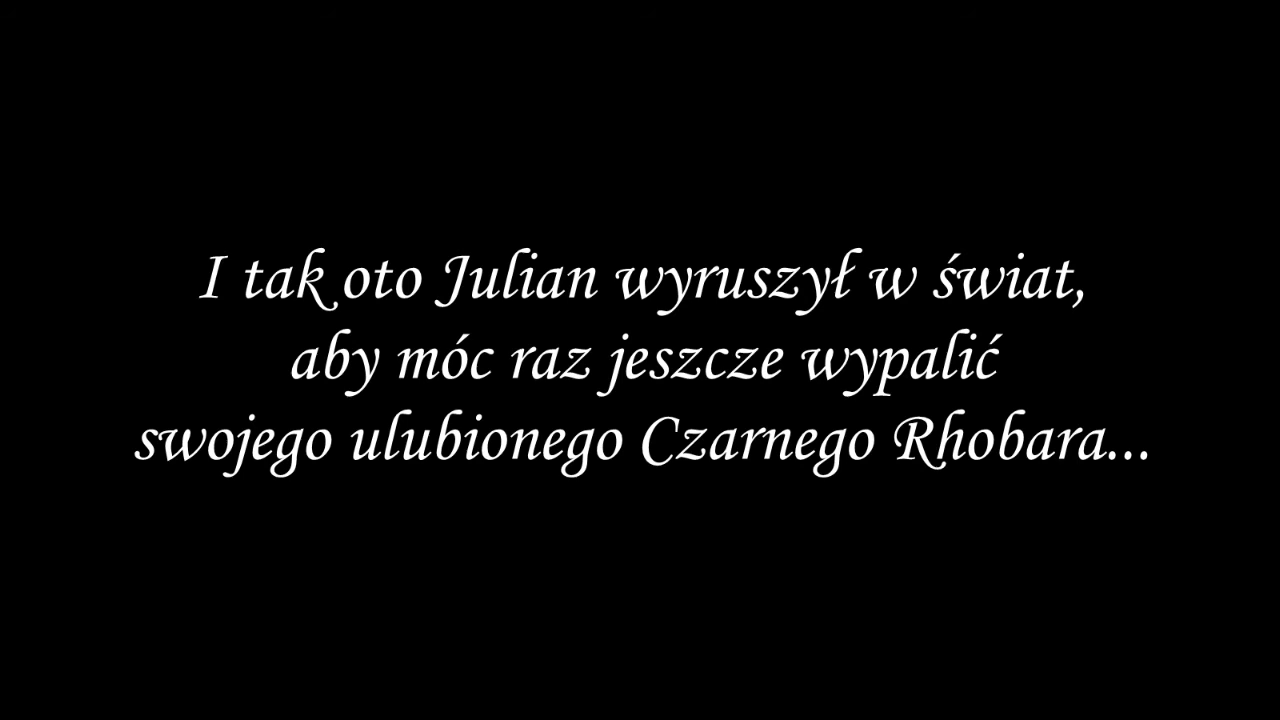 I tak oto Julian wyruszył w świat,
aby móc raz jeszcze wypalić
swojego ulubionego Czarnego Rhobara...